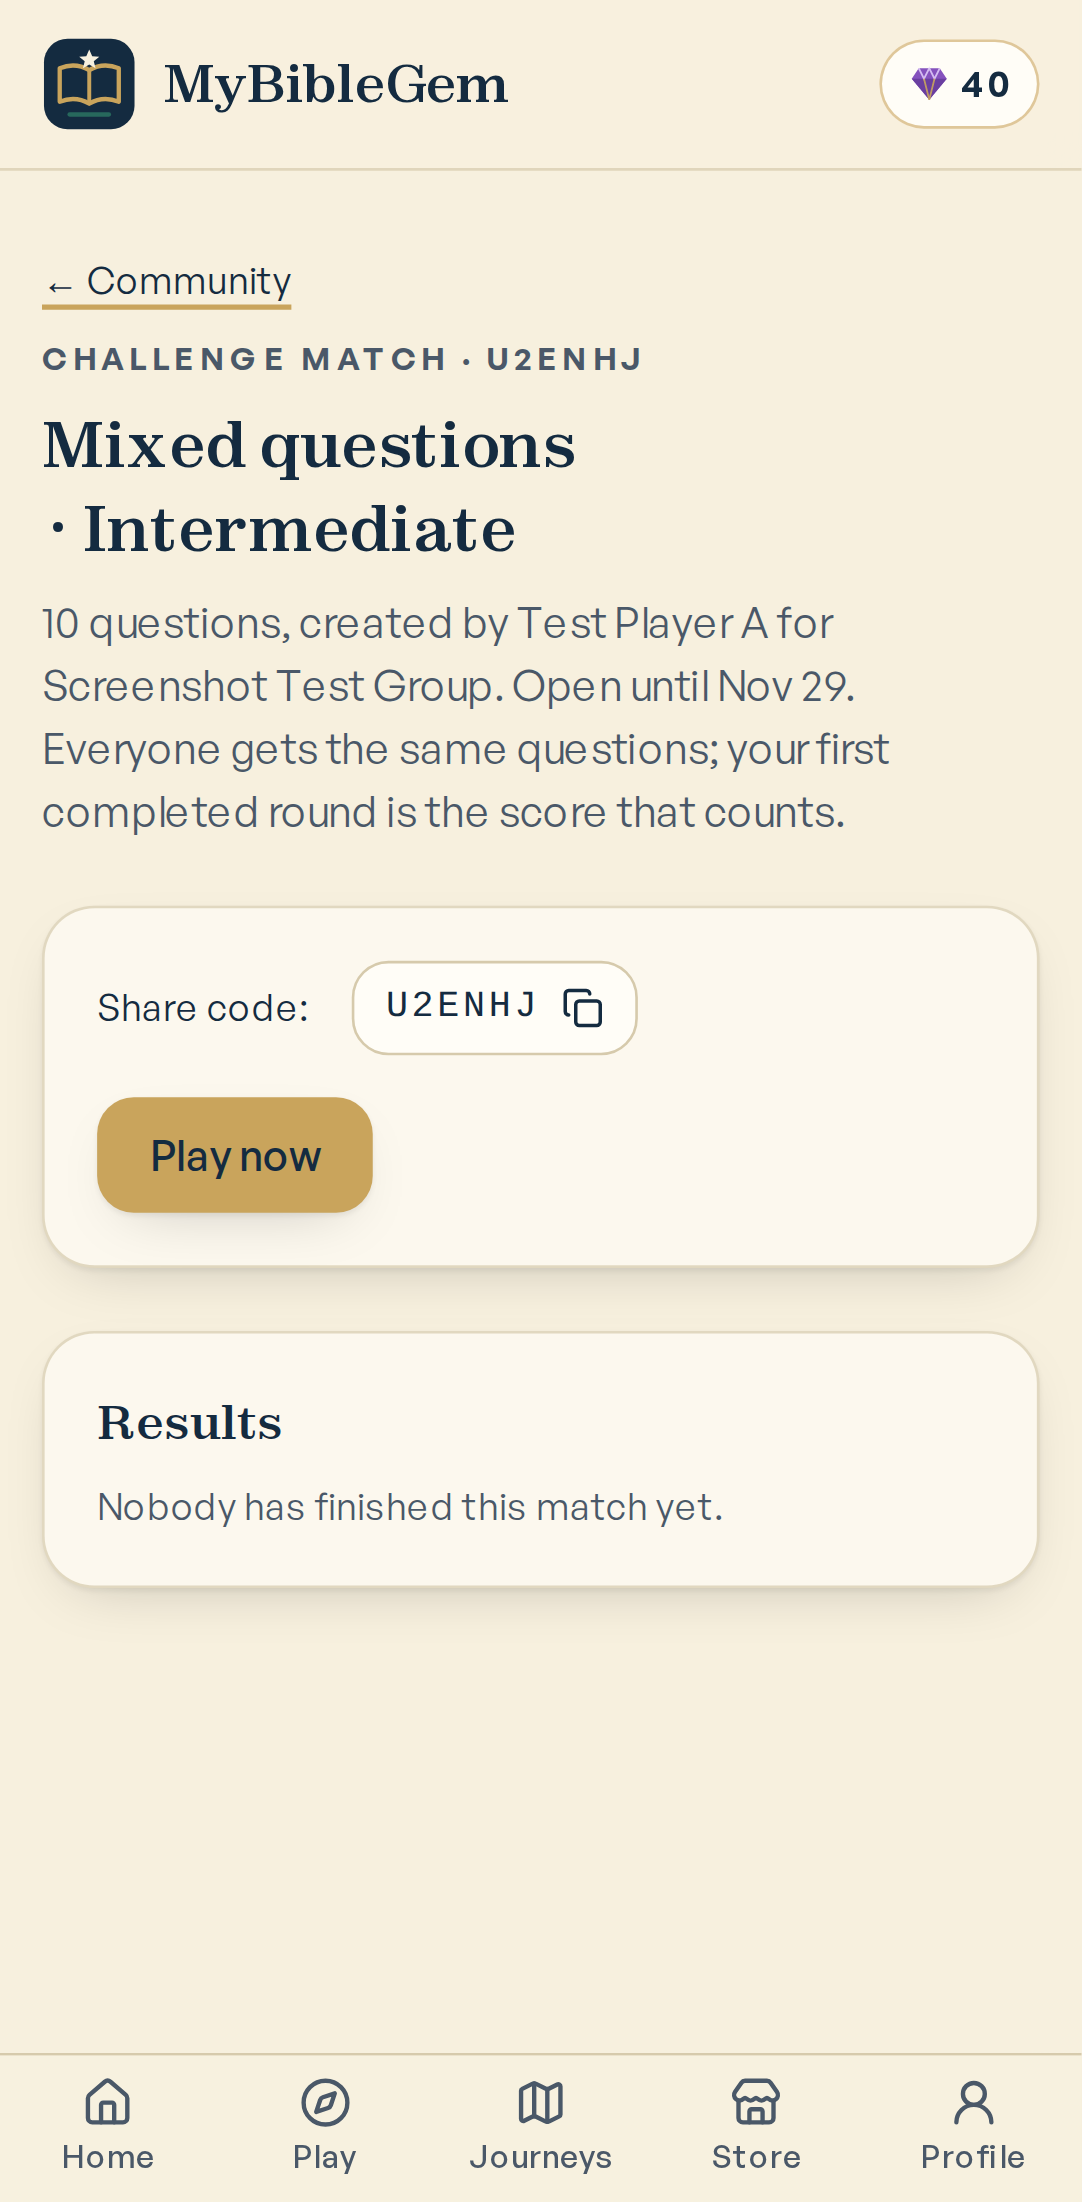 MyBibleGem
40
← Community
CHALLENGE MATCH · U2ENHJ
Mixed questions
· Intermediate
10 questions, created by Test Player A for
Screenshot Test Group. Open until Nov 29.
Everyone gets the same questions; your first
completed round is the score that counts.
Share code: U2ENHJ
Play now
Results
Nobody has finished this match yet.
Home Play Journeys Store Profile